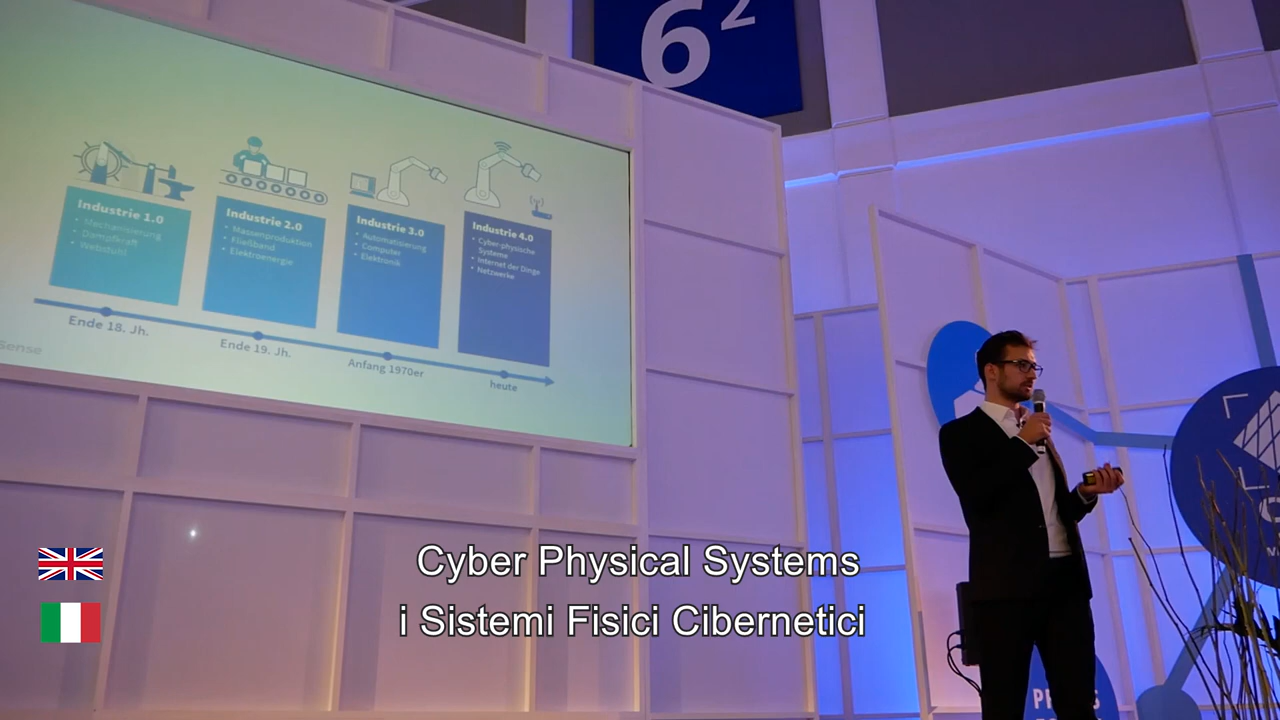 6²
Industrie 1.0
• Mechanisierung
• Dampfkraft
• Webstuhl
Ende 18. Jh.
Industrie 2.0
• Massenproduktion
• Fließband
• Elektroenergie
Ende 19. Jh.
Industrie 3.0
• Automatisierung
• Computer
• Elektronik
Anfang 1970er
Industrie 4.0
• Cyber-physische
Systeme
• Internet der Dinge
• Netzwerke
heute
Sense
Cyber Physical Systems
i Sistemi Fisici Cibernetici